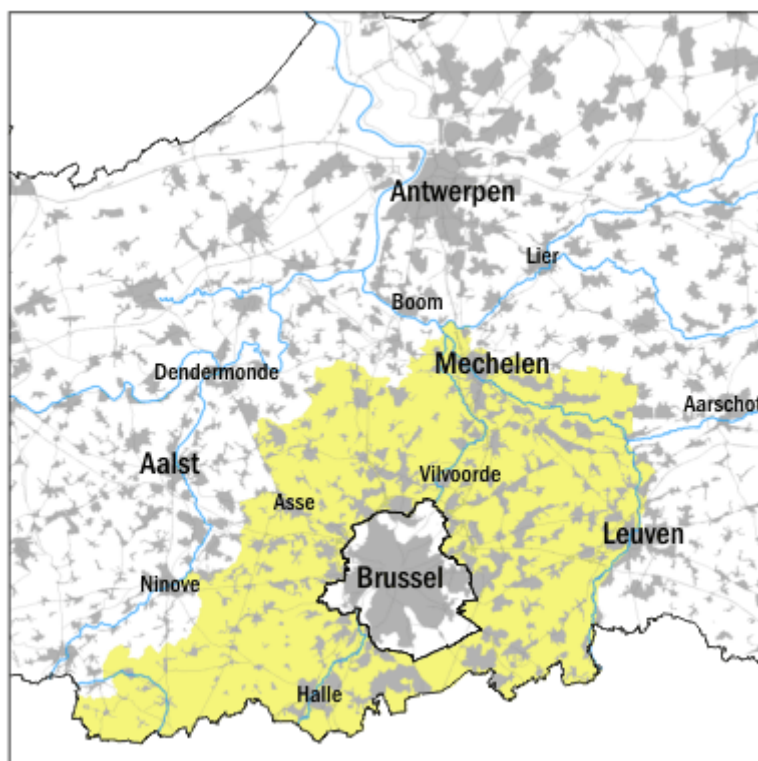 Antwerpen
Lier
Boom
Mechelen
Dendermonde
Aarschot
Aalst
Vilvoorde
Asse
Leuven
Brussel
Ninove
Halle